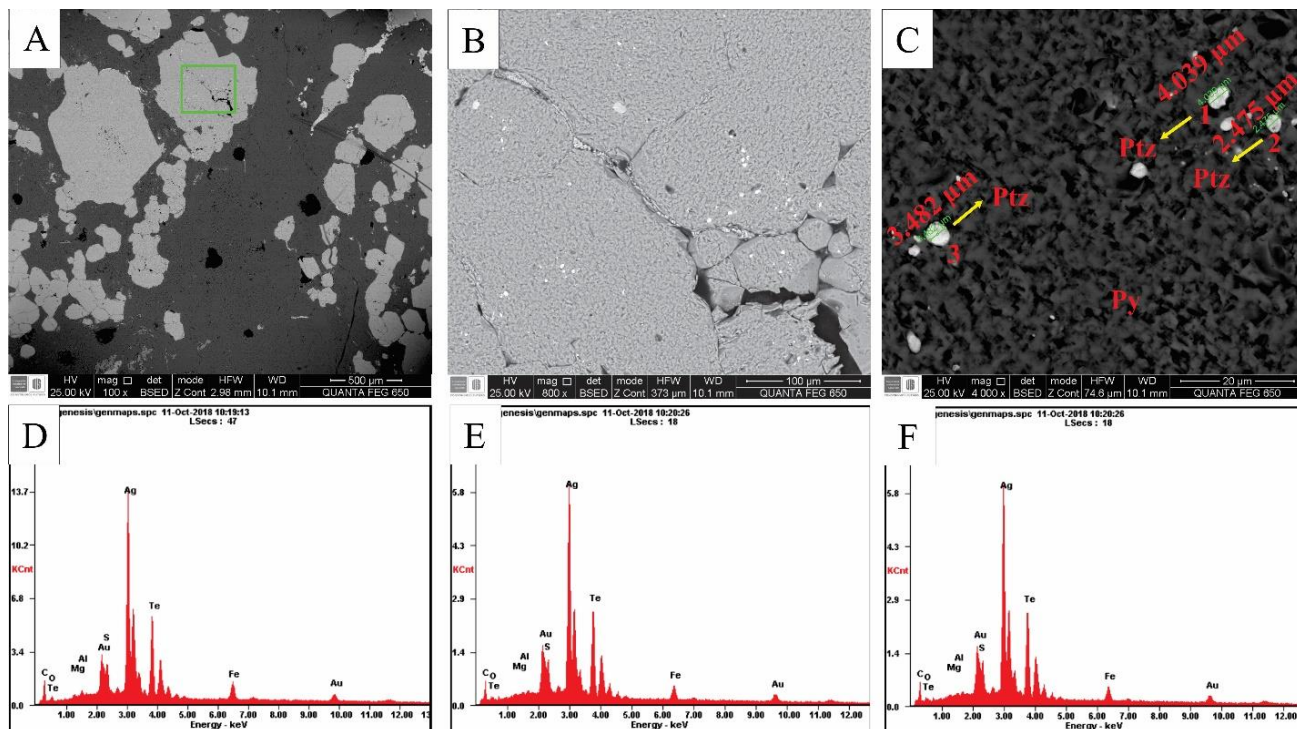 A
HV mag □ det mode HFW WD 500 µm
25.00 kV 100 x BSED Z Cont 2.98 mm 10.1 mm QUANTA FEG 650
B
HV mag □ det mode HFW WD 100 µm
25.00 kV 800 x BSED Z Cont 373 µm 10.1 mm QUANTA FEG 650
C
4.039 µm
2.475 µm
1
2
Ptz
Ptz
3.482 µm
Ptz
3
Py
HV mag □ det mode HFW WD 20 µm
25.00 kV 4 000 x BSED Z Cont 74.6 µm 10.1 mm QUANTA FEG 650
D
genesis\genmaps.spc 11-Oct-2018 10:19:13
LSecs : 47
13.7
10.2
KCnt
6.8
3.4
0.0
Ag
Te
S
Au
Al
Mg
C O
Te
Fe
Au
1.00 2.00 3.00 4.00 5.00 6.00 7.00 8.00 9.00 10.00 11.00 12.00
Energy - keV
E
genesis\genmaps.spc 11-Oct-2018 10:20:26
LSecs : 18
5.8
4.3
KCnt
2.9
1.4
0.0
Ag
Te
Au
S
Al
Mg
C O
Te
Fe
Au
1.00 2.00 3.00 4.00 5.00 6.00 7.00 8.00 9.00 10.00 11.00 12.00
Energy - keV
F
genesis\genmaps.spc 11-Oct-2018 10:20:26
LSecs : 18
5.8
4.3
KCnt
2.9
1.4
0.0
Ag
Te
Au
S
Al
Mg
C O
Te
Fe
Au
1.00 2.00 3.00 4.00 5.00 6.00 7.00 8.00 9.00 10.00 11.00 12.00
Energy - keV